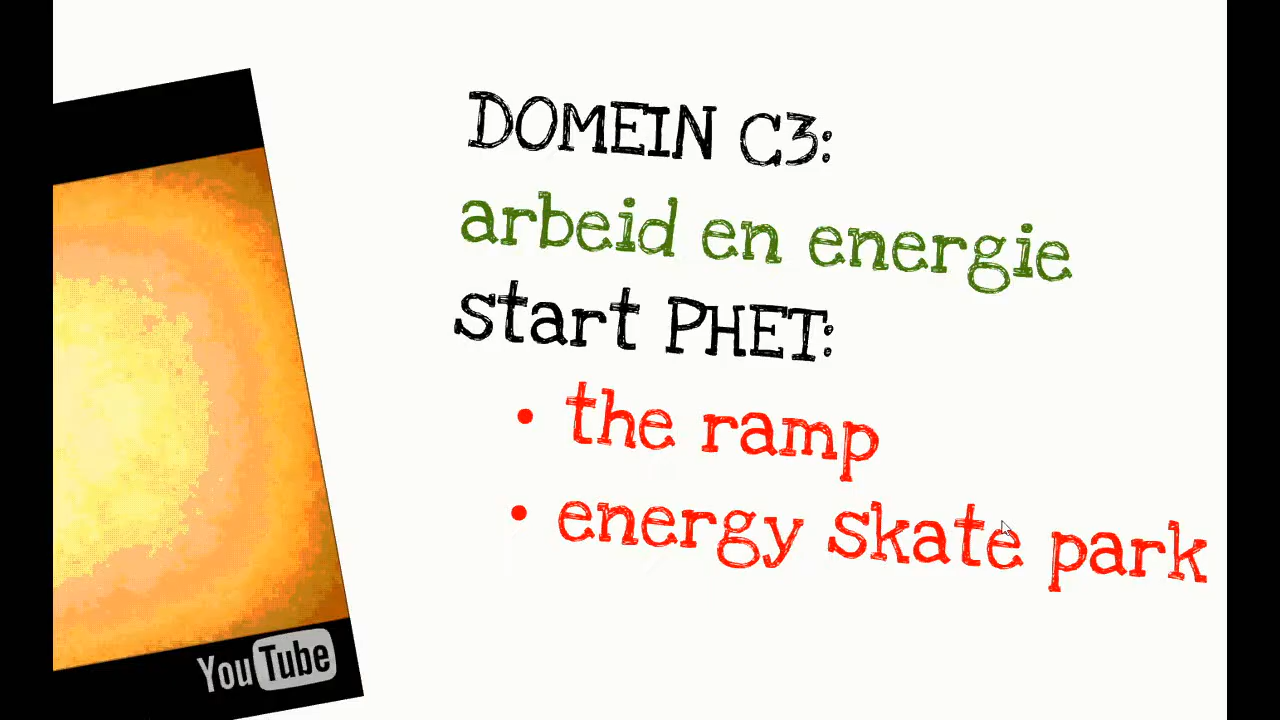 DOMEIN C3:
arbeid en energie
start PHET:
• the ramp
• energy skate park
YouTube